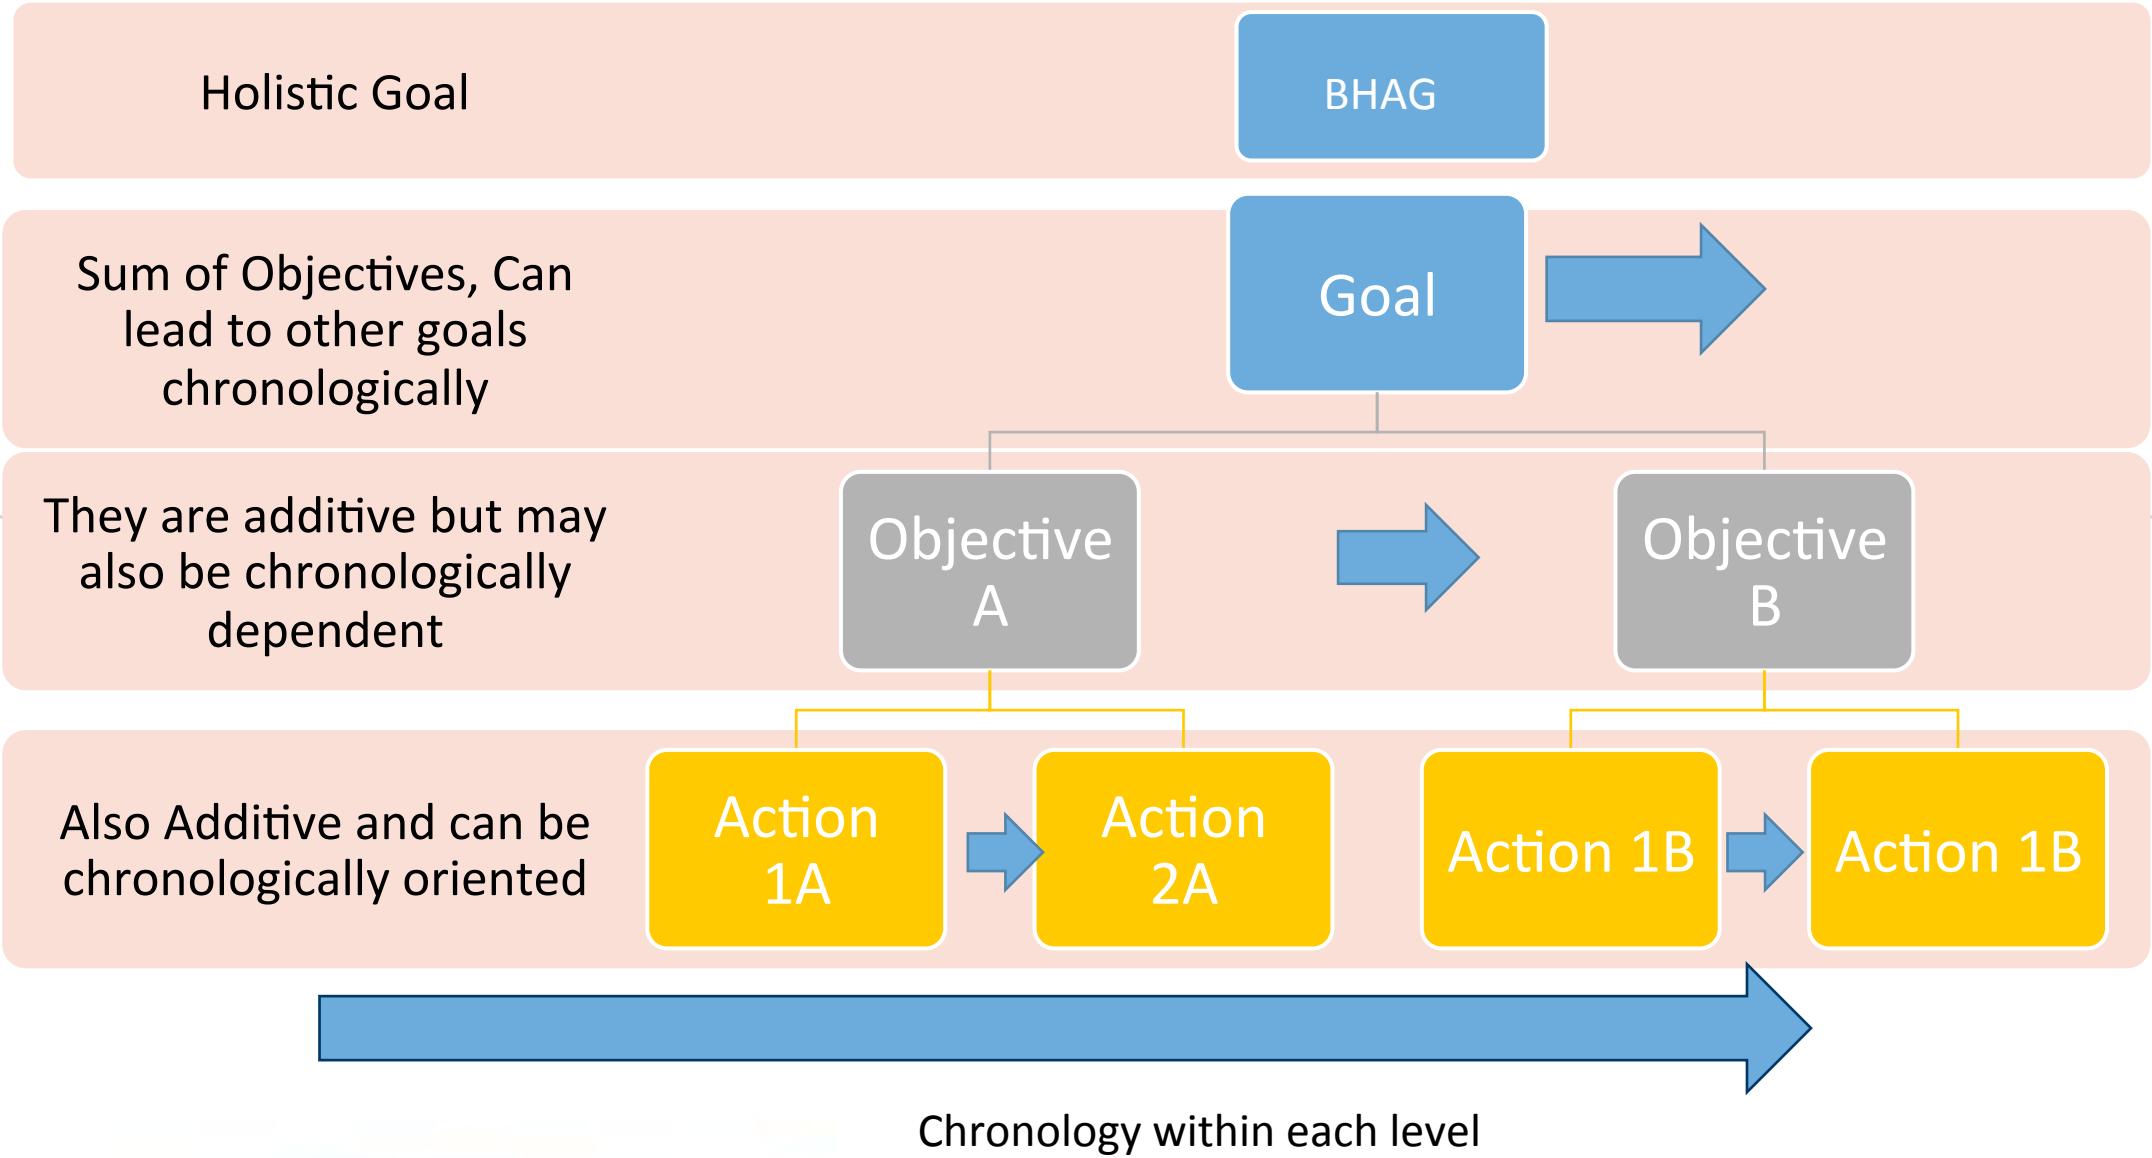 Holistic Goal
BHAG
Sum of Objectives, Can
lead to other goals
chronologically
Goal
They are additive but may
also be chronologically
dependent
Objective
A
Objective
B
Also Additive and can be
chronologically oriented
Action
1A
Action
2A
Action 1B
Action 1B
Chronology within each level